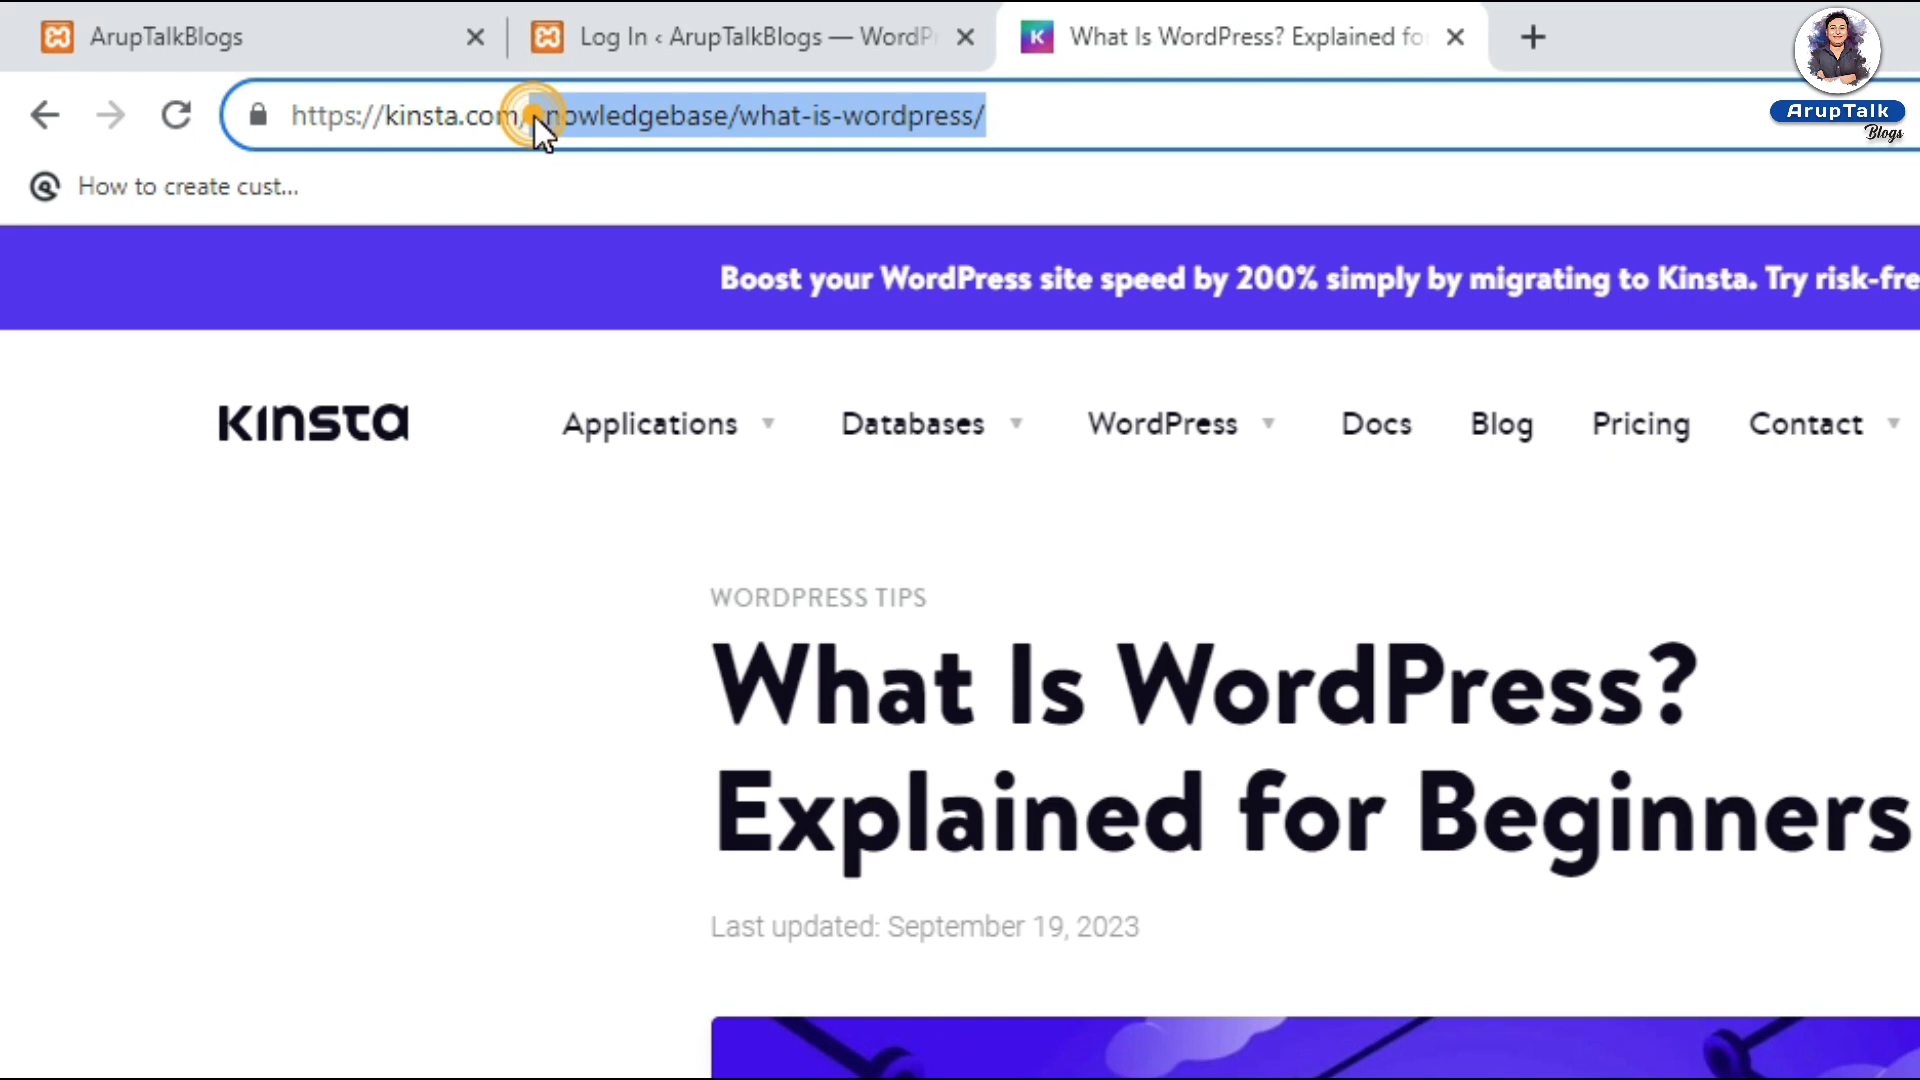 ArupTalkBlogs
Log In ‹ ArupTalkBlogs — WordPr
What Is WordPress? Explained fo
ArupTalk
Blogs
https://kinsta.com/knowledgebase/what-is-wordpress/
How to create cust...
Boost your WordPress site speed by 200% simply by migrating to Kinsta. Try risk-fre
KINSTA
Applications
Databases
WordPress
Docs
Blog
Pricing
Contact
WORDPRESS TIPS
What Is WordPress?
Explained for Beginners
Last updated: September 19, 2023